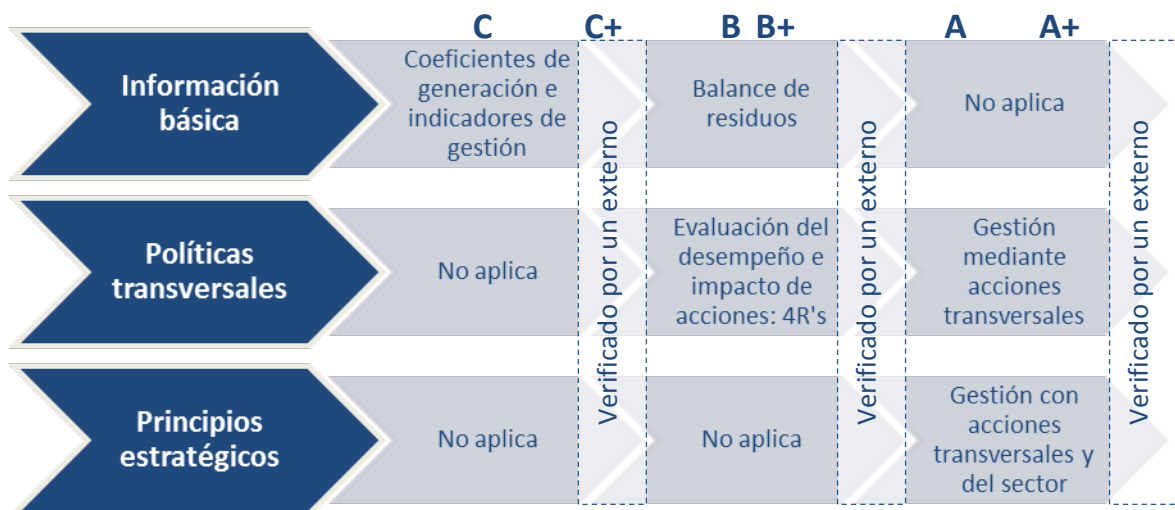 C C+ B B+ A A+
Información
básica
Coeficientes de
generación e
indicadores de
gestión
Balance de
residuos
No aplica
Políticas
transversales
No aplica
Evaluación del
desempeño e
impacto de
acciones: 4R's
Gestión
mediante
acciones
transversales
Principios
estratégicos
No aplica
No aplica
Gestión con
acciones
transversales y
del sector
Verificado por un externo
Verificado por un externo
Verificado por un externo